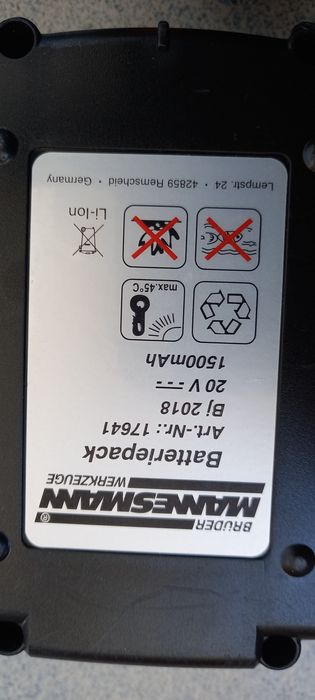 BRÜDER
MANNESMANN ®
WERKZEUGE
Batteriepack
Art.-Nr.: 17641
Bj 2018
20 V
1500mAh
max.45°C
Li-Ion
Lempstr. 24 · 42859 Remscheid · Germany